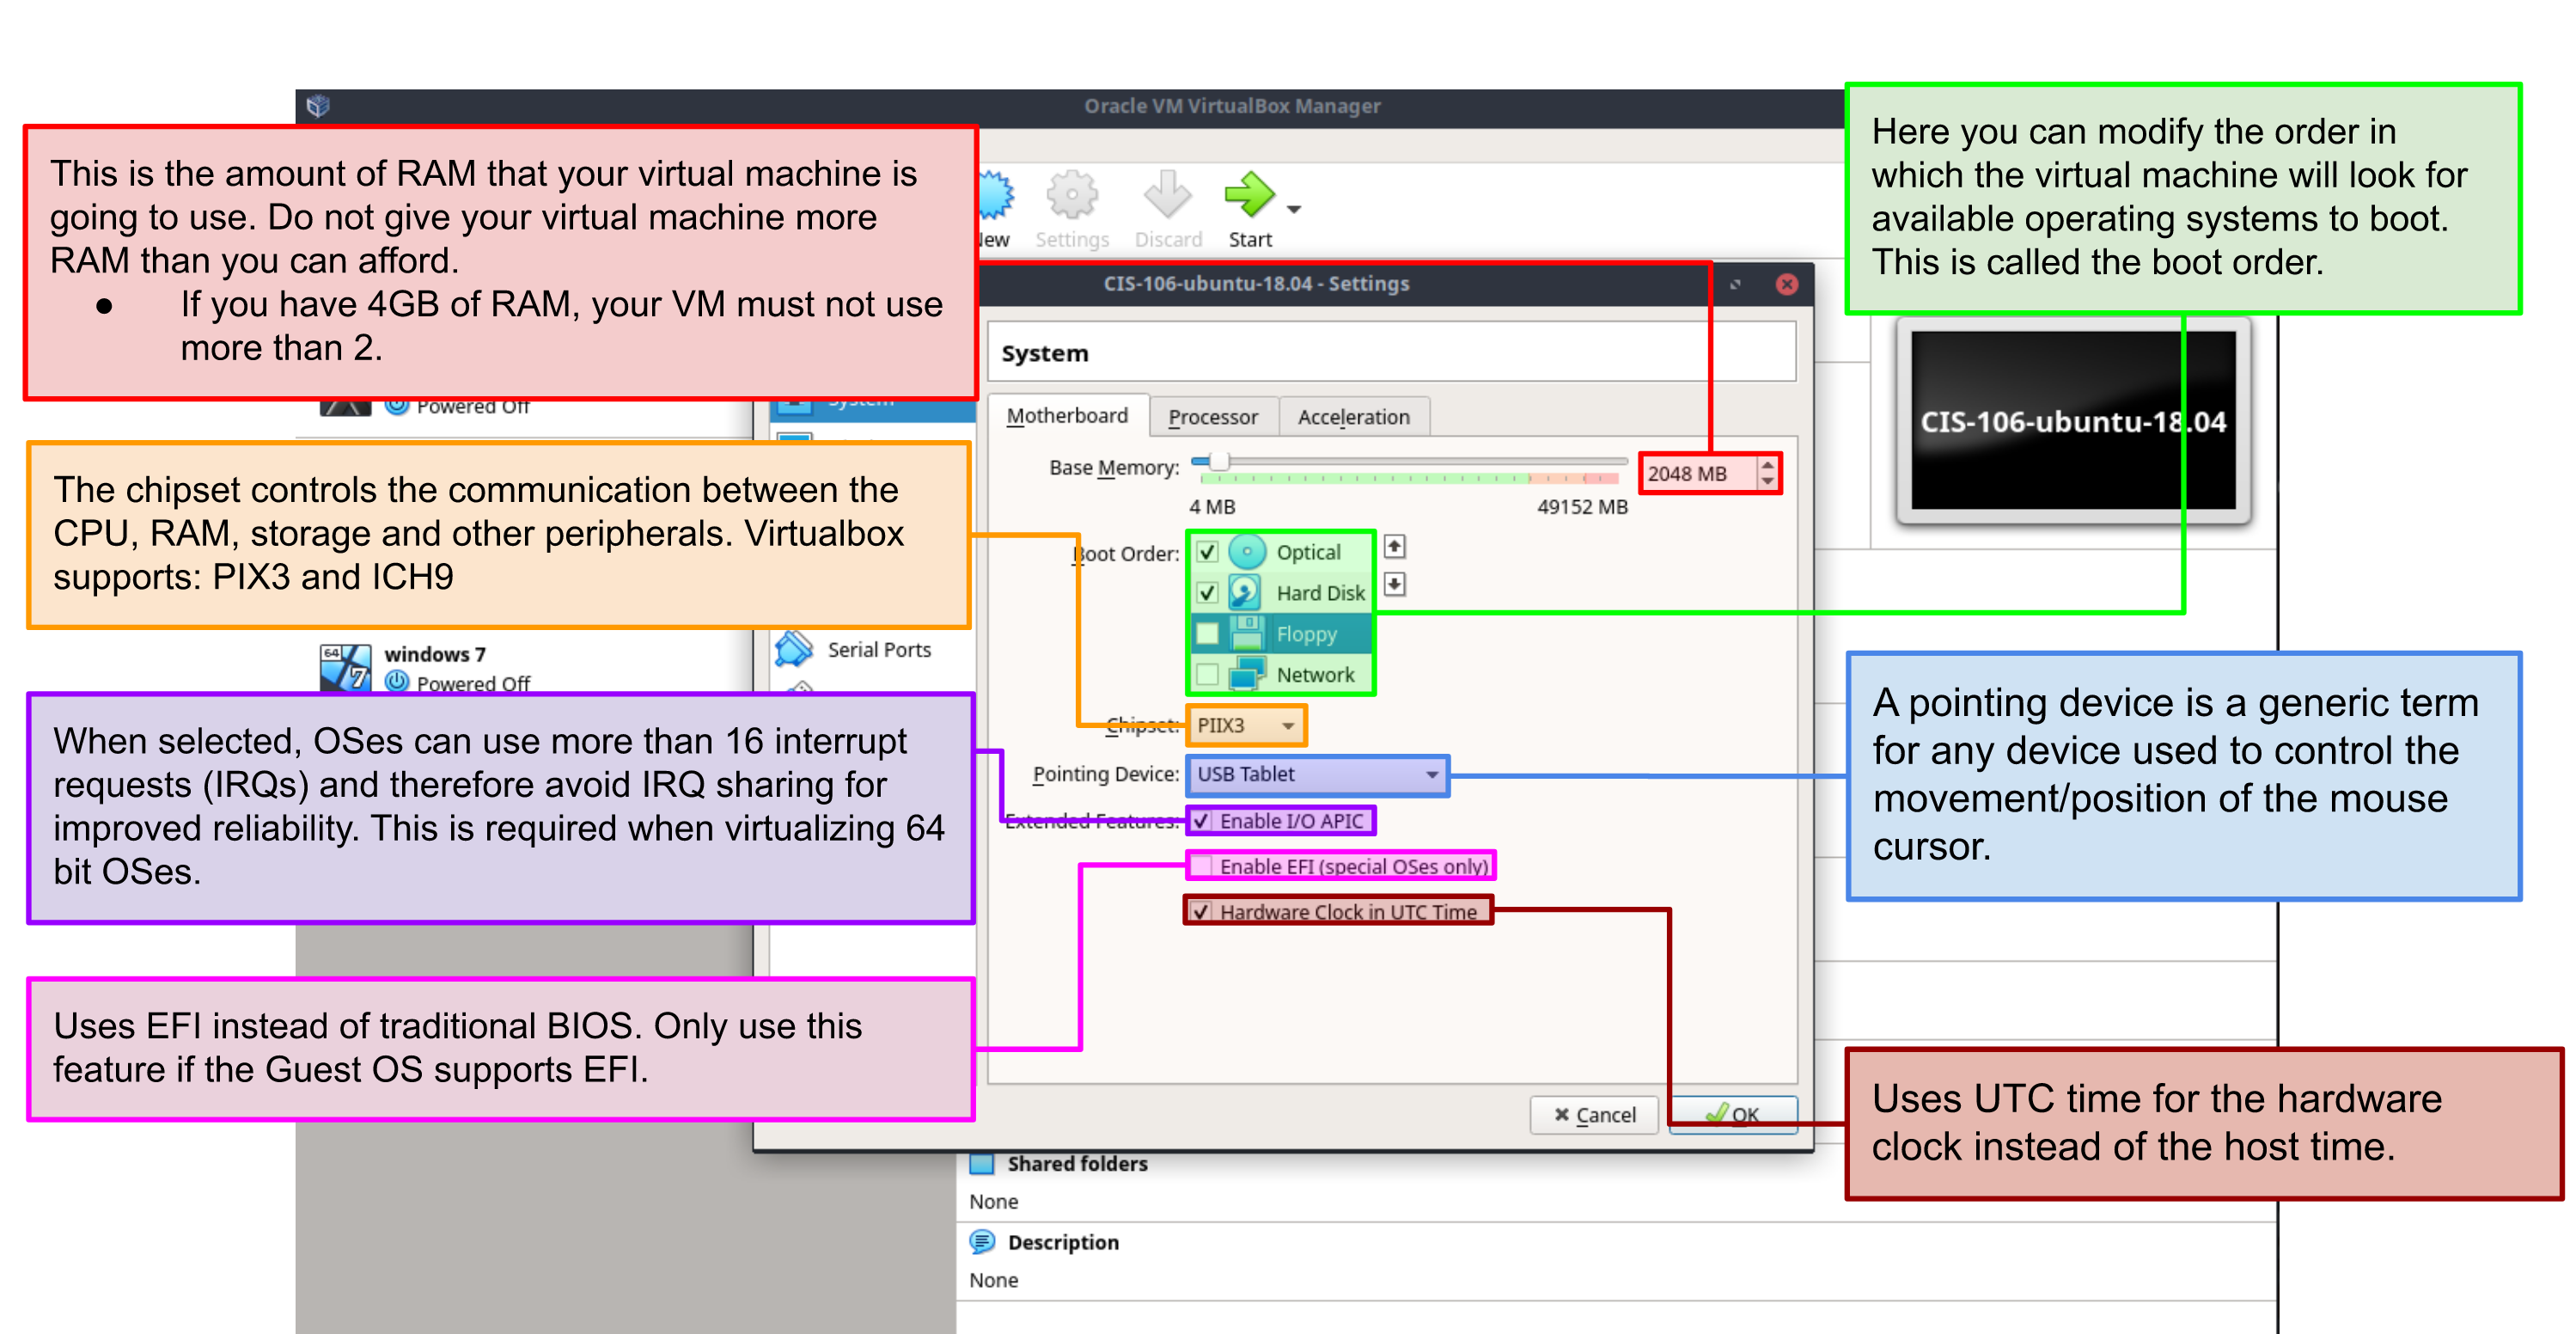 Oracle VM VirtualBox Manager
This is the amount of RAM that your virtual machine is
going to use. Do not give your virtual machine more
RAM than you can afford.
● If you have 4GB of RAM, your VM must not use
more than 2.
Here you can modify the order in
which the virtual machine will look for
available operating systems to boot.
This is called the boot order.
Settings Discard Start
CIS-106-ubuntu-18.04 - Settings
System
System
Powered Off
Motherboard Processor Acceleration
CIS-106-ubuntu-18.04
Base Memory: 2048 MB
4 MB 49152 MB
The chipset controls the communication between the
CPU, RAM, storage and other peripherals. Virtualbox
supports: PIX3 and ICH9
Boot Order: Optical
Hard Disk
Floppy
Network
Serial Ports
64 7 windows 7
Powered Off
Chipset: PIIX3
Pointing Device: USB Tablet
Extended Features: Enable I/O APIC
Enable EFI (special OSes only)
Hardware Clock in UTC Time
When selected, OSes can use more than 16 interrupt
requests (IRQs) and therefore avoid IRQ sharing for
improved reliability. This is required when virtualizing 64
bit OSes.
A pointing device is a generic term
for any device used to control the
movement/position of the mouse
cursor.
Uses EFI instead of traditional BIOS. Only use this
feature if the Guest OS supports EFI.
Uses UTC time for the hardware
clock instead of the host time.
Cancel OK
Shared folders
None
Description
None